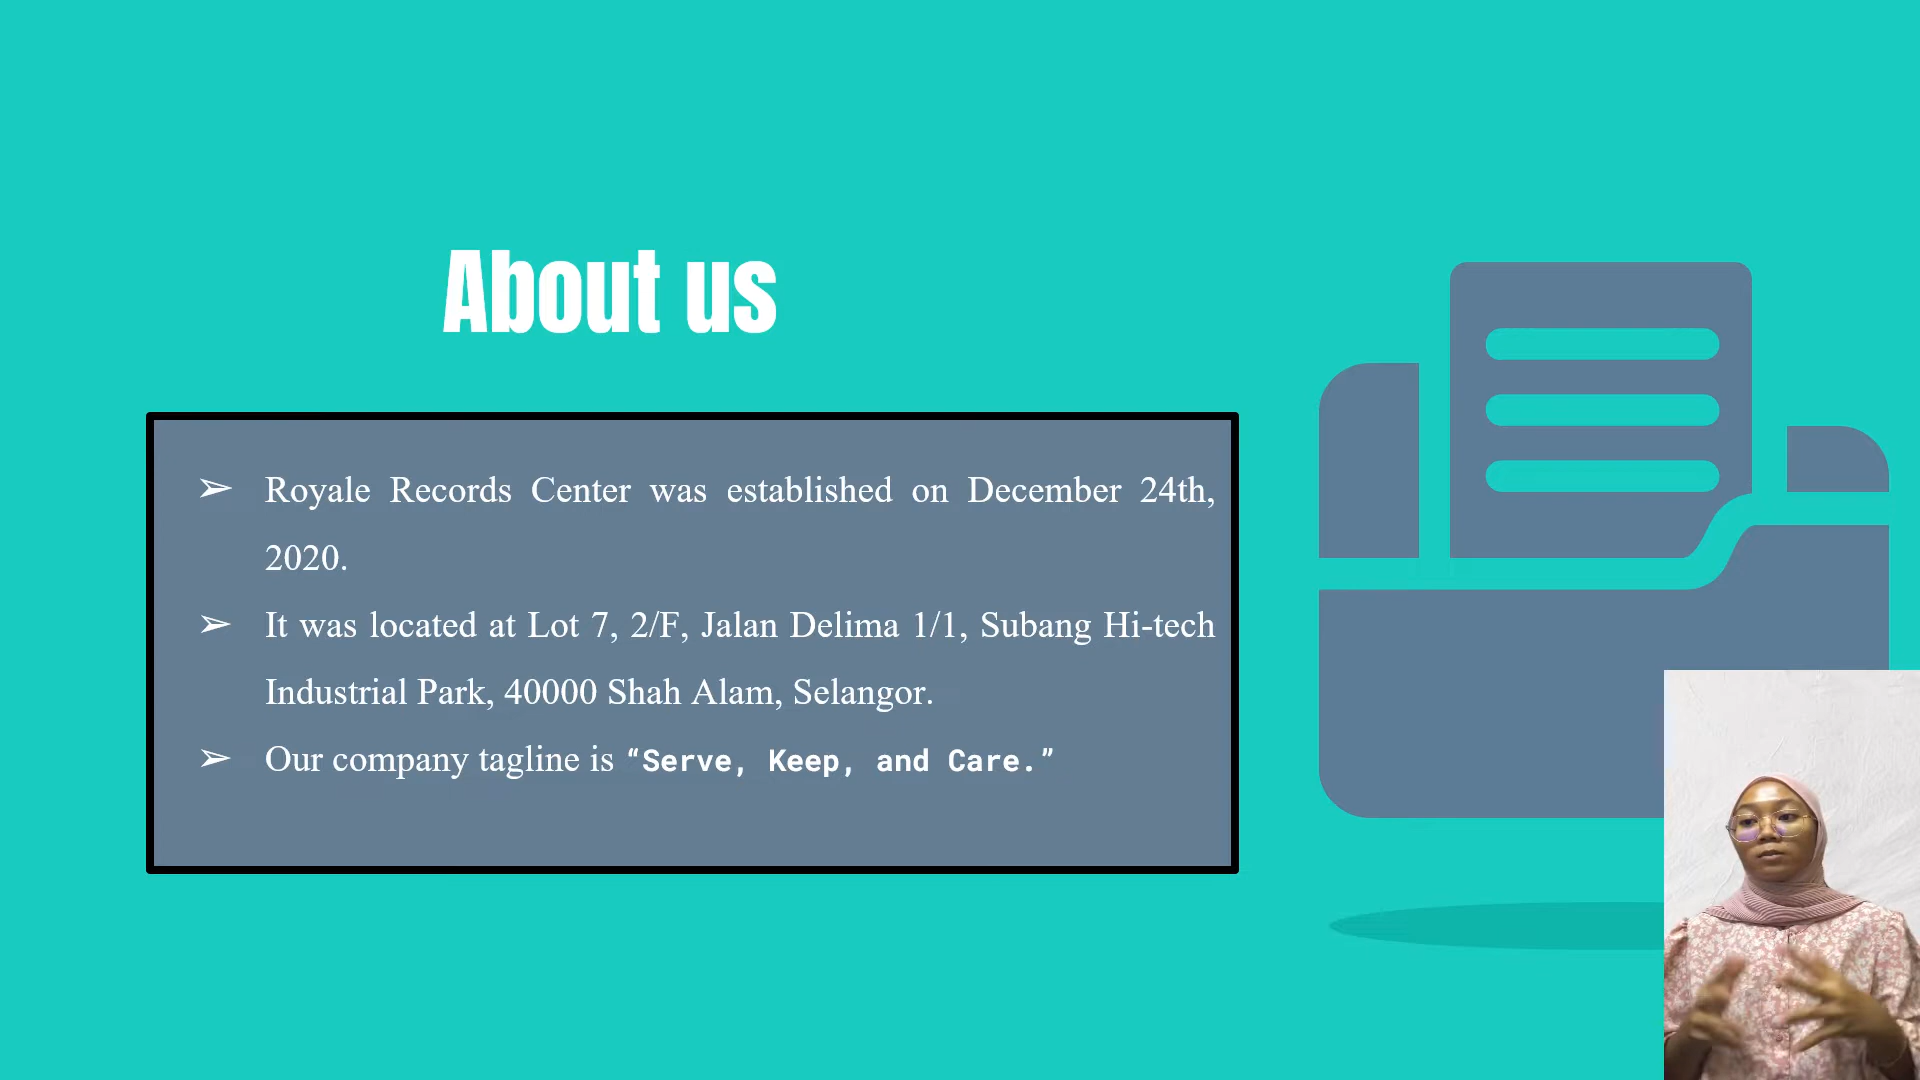 About us
➢ Royale Records Center was established on December 24th,
2020.
➢ It was located at Lot 7, 2/F, Jalan Delima 1/1, Subang Hi-tech
Industrial Park, 40000 Shah Alam, Selangor.
➢ Our company tagline is “Serve, Keep, and Care.”